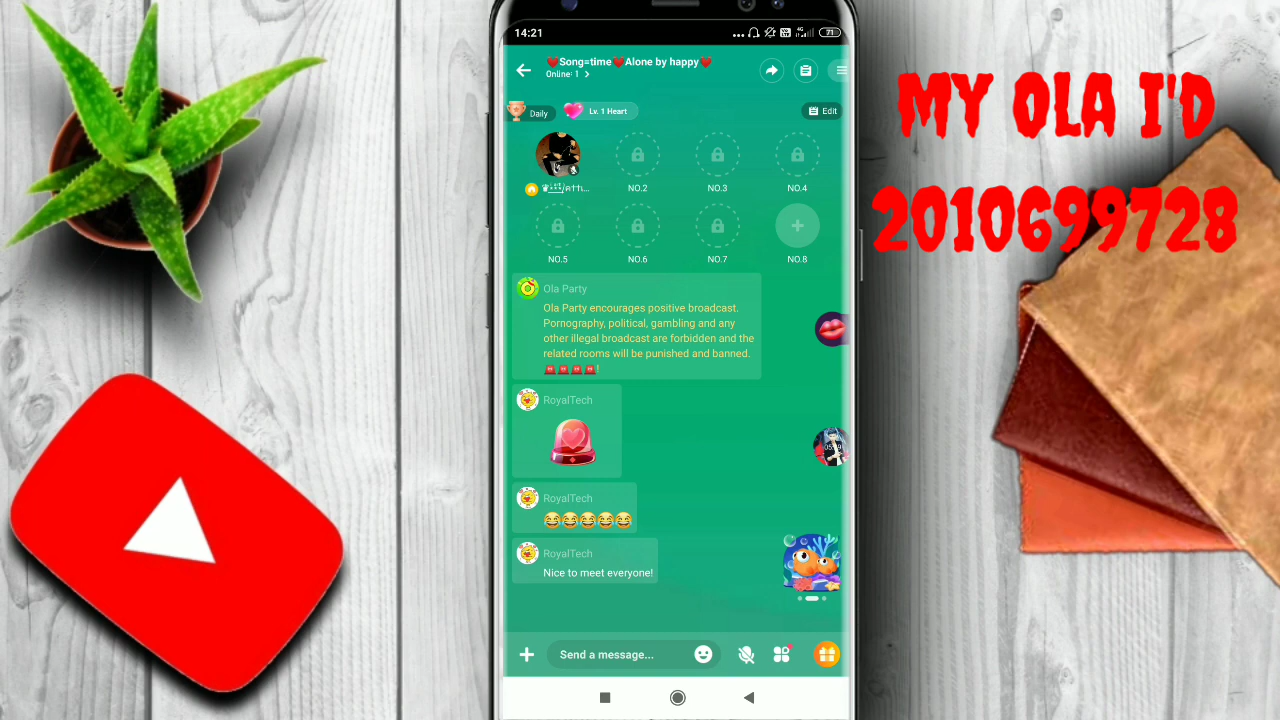 14:21
71
❤️Song=time❤️Alone by happy❤️
Online: 1
Daily
Lv. 1 Heart
Edit
NO.2
NO.3
NO.4
NO.5
NO.6
NO.7
NO.8
Ola Party
Ola Party encourages positive broadcast.
Pornography, political, gambling and any
other illegal broadcast are forbidden and the
related rooms will be punished and banned.
🚨🚨🚨🚨!
RoyalTech
RoyalTech
😂😂😂😂😂
RoyalTech
Nice to meet everyone!
Send a message...
MY OLA I'D
2010699728